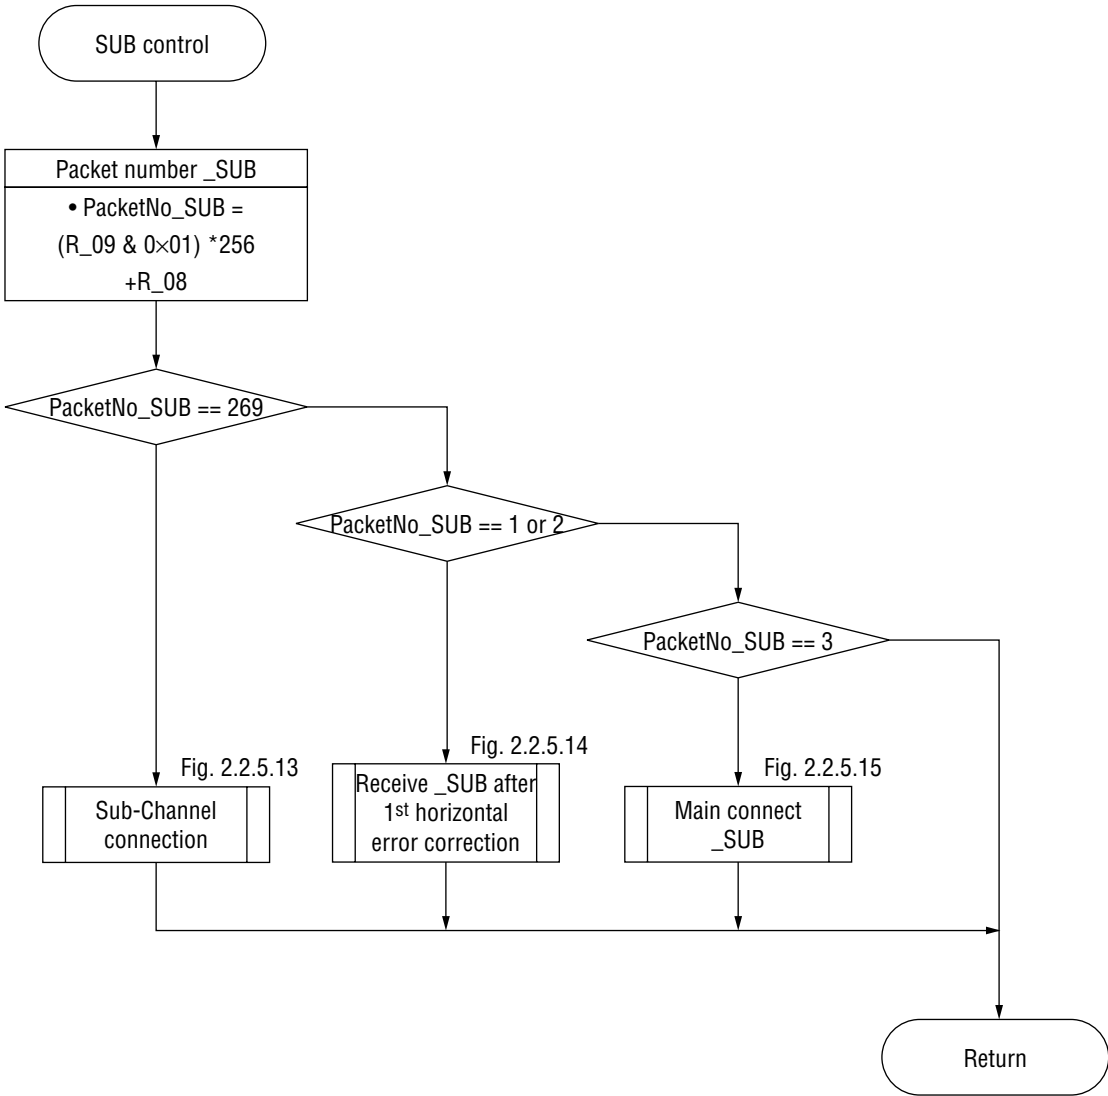 SUB control
Packet number _SUB
• PacketNo_SUB =
(R_09 & 0×01) *256
+R_08
PacketNo_SUB == 269
PacketNo_SUB == 1 or 2
PacketNo_SUB == 3
Fig. 2.2.5.13
Sub-Channel
connection
Fig. 2.2.5.14
Receive _SUB after
1st horizontal
error correction
Fig. 2.2.5.15
Main connect
_SUB
Return